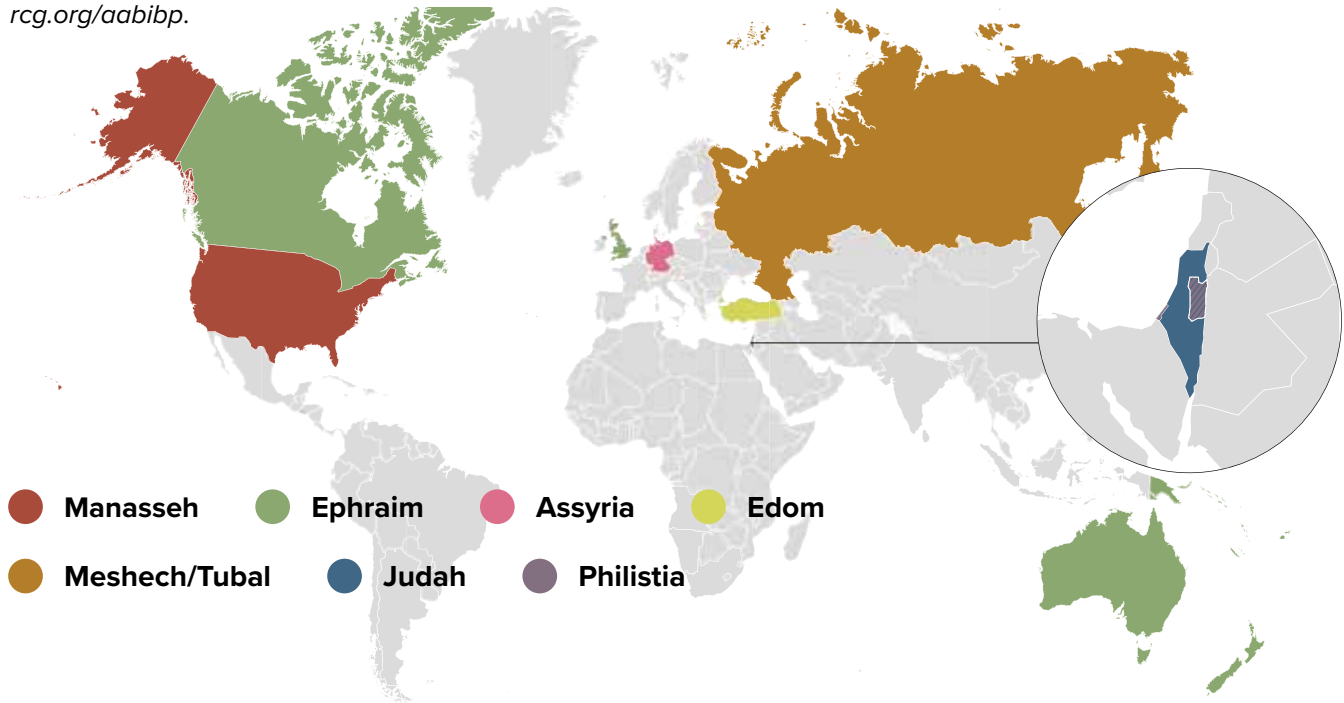 rcg.org/aabibp.
Manasseh
Ephraim
Assyria
Edom
Meshech/Tubal
Judah
Philistia